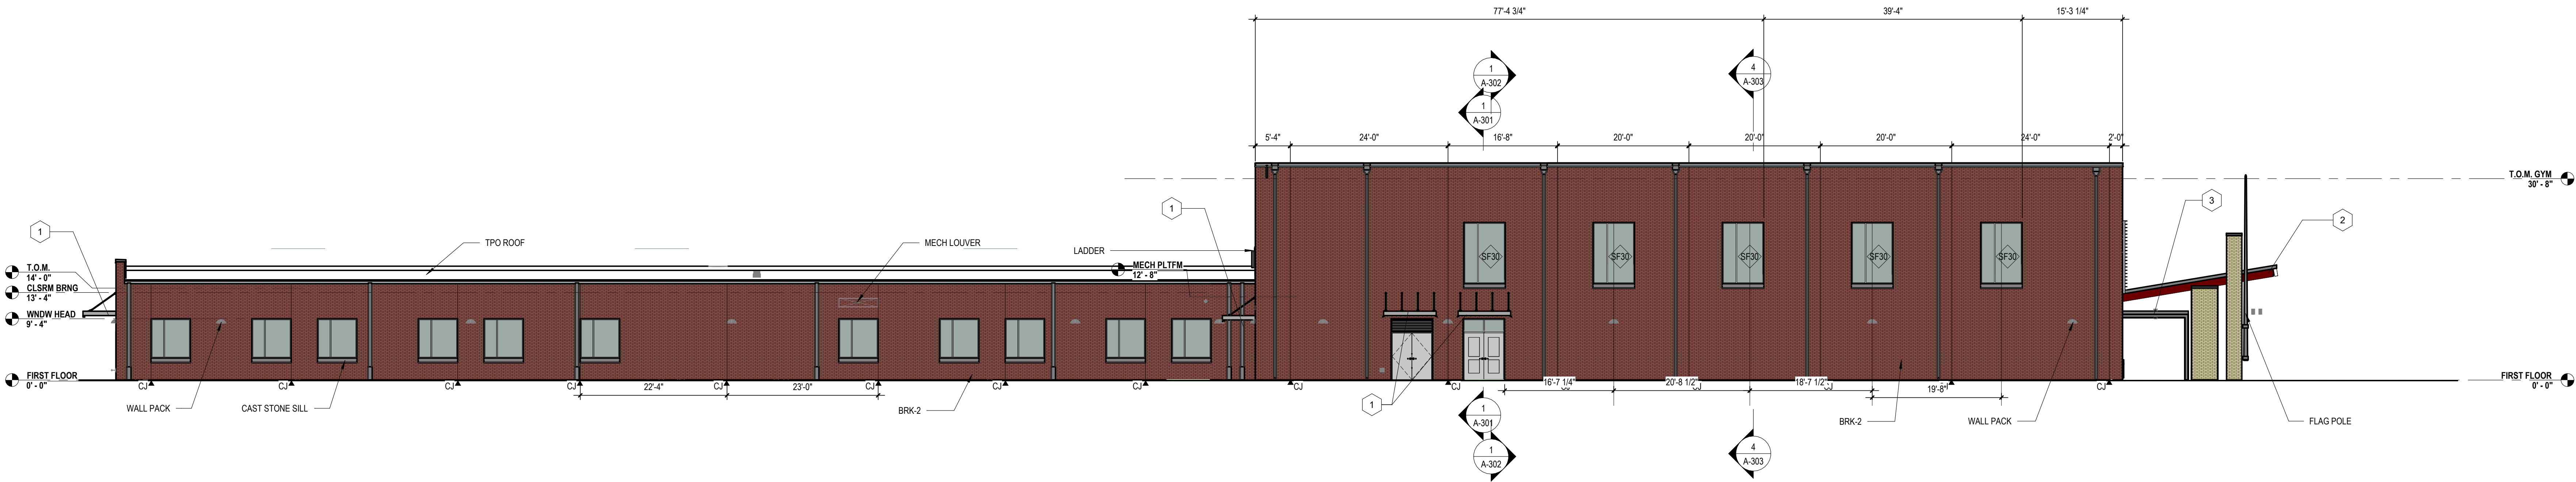 77'-4 3/4"
39'-4"
15'-3 1/4"
1
A-302
4
A-303
1
A-301
5'-4"
24'-0"
16'-8"
20'-0"
20'-0"
20'-0"
24'-0"
2'-0"
T.O.M. GYM
30' - 8"
1
1
3
2
TPO ROOF
MECH LOUVER
LADDER
T.O.M.
14' - 0"
MECH PLTFM
12' - 8"
CLSRM BRNG
13' - 4"
WNDW HEAD
9' - 4"
SF30
SF30
SF30
SF30
SF30
FIRST FLOOR
0' - 0"
FIRST FLOOR
0' - 0"
CJ
CJ
CJ
CJ
22'-4"
CJ
23'-0"
CJ
CJ
CJ
CJ
CJ
16'-7 1/4"
CJ
20'-8 1/2"
CJ
18'-7 1/2"
CJ
19'-8"
CJ
WALL PACK
CAST STONE SILL
BRK-2
1
1
A-301
BRK-2
WALL PACK
FLAG POLE
1
A-302
4
A-303